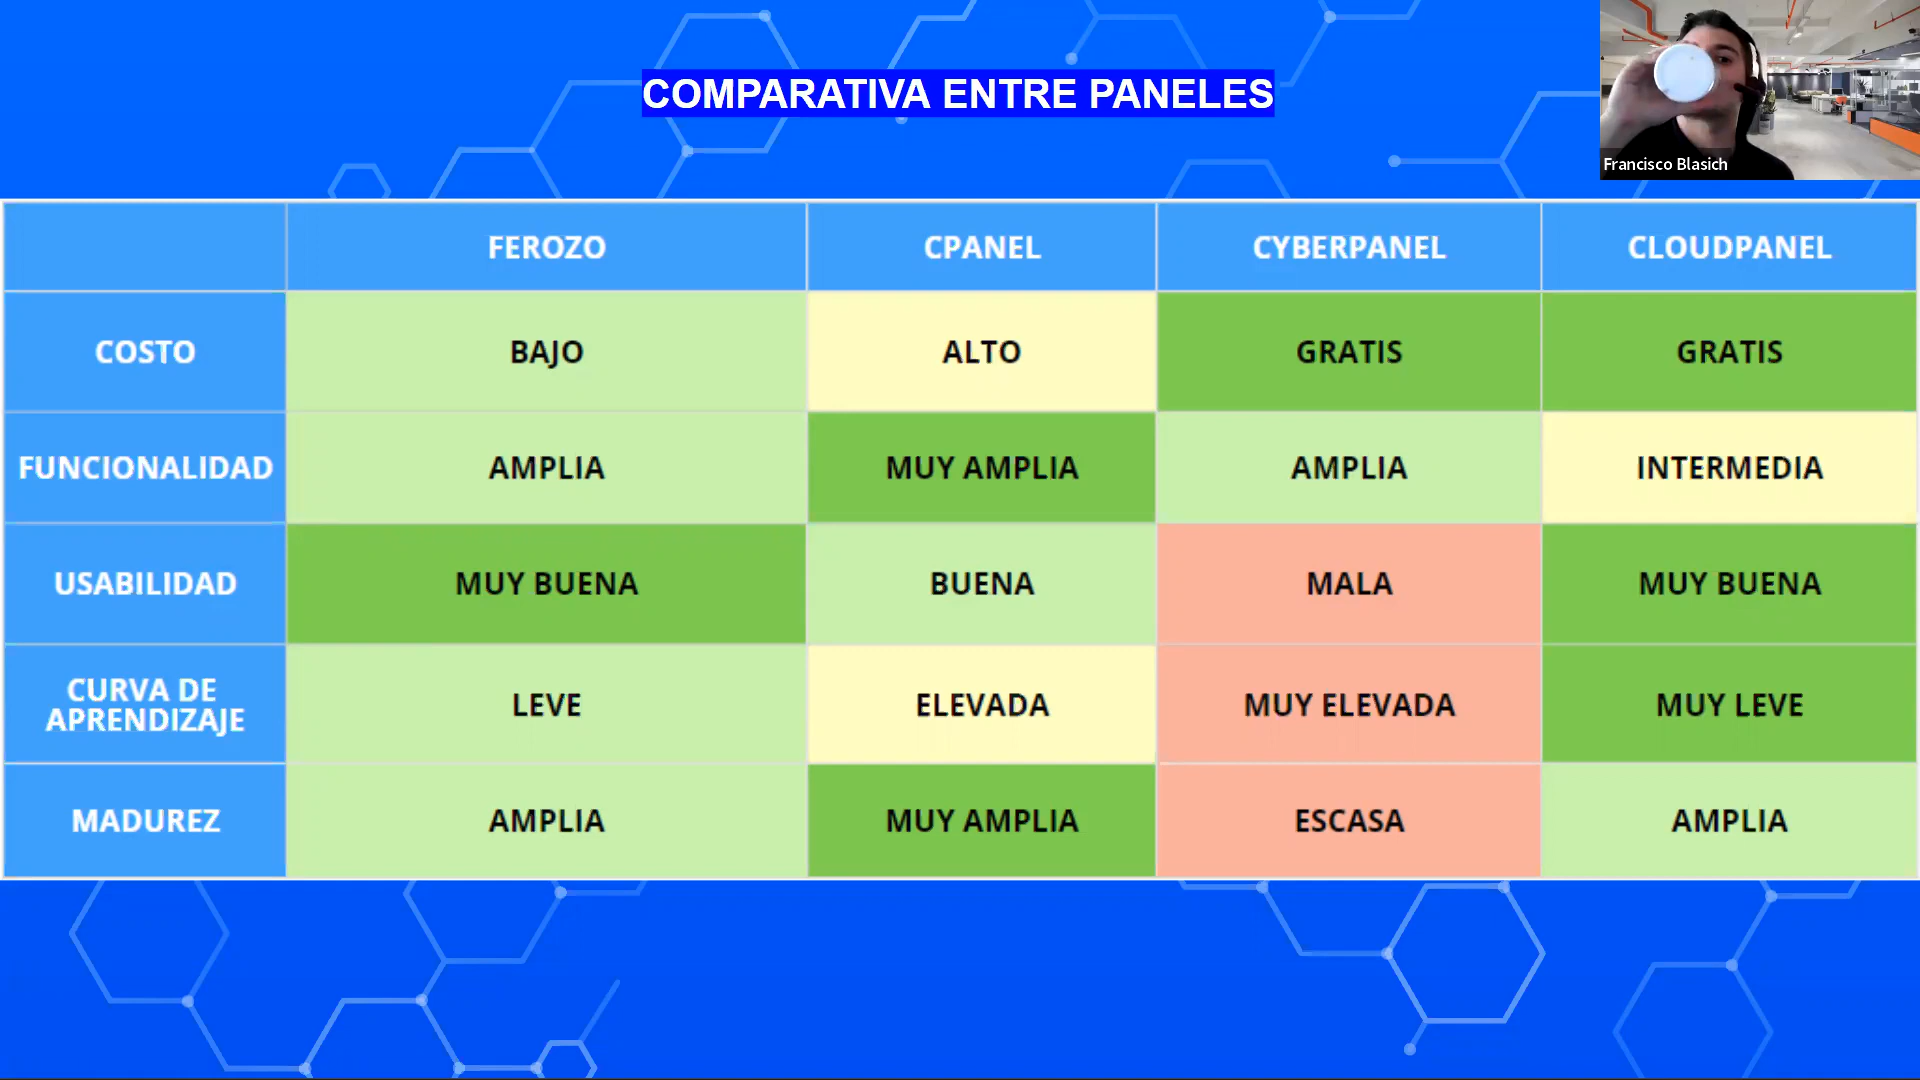 COMPARATIVA ENTRE PANELES
Francisco Blasich
FEROZO CPANEL CYBERPANEL CLOUDPANEL
COSTO BAJO ALTO GRATIS GRATIS
FUNCIONALIDAD AMPLIA MUY AMPLIA AMPLIA INTERMEDIA
USABILIDAD MUY BUENA BUENA MALA MUY BUENA
CURVA DE
APRENDIZAJE LEVE ELEVADA MUY ELEVADA MUY LEVE
MADUREZ AMPLIA MUY AMPLIA ESCASA AMPLIA